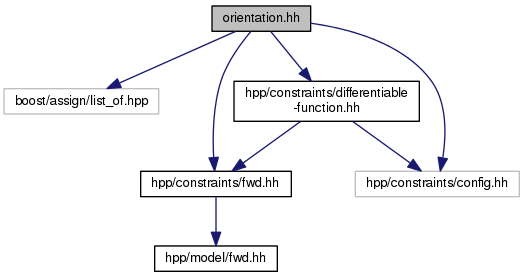 orientation.hh
boost/assign/list_of.hpp
hpp/constraints/differentiable
-function.hh
hpp/constraints/fwd.hh
hpp/constraints/config.hh
hpp/model/fwd.hh